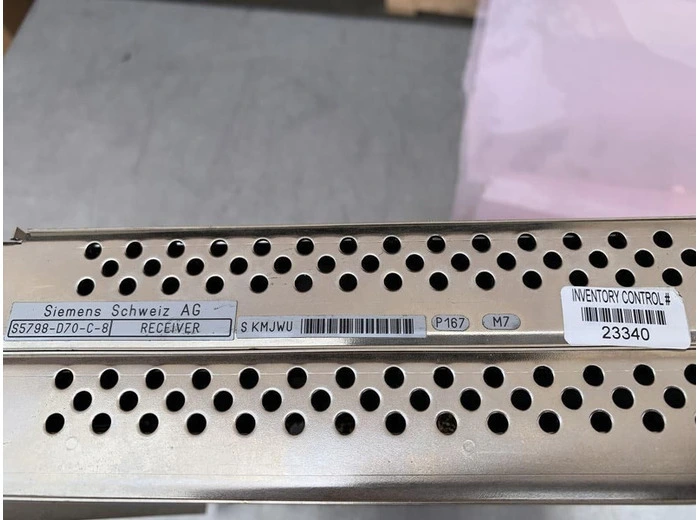 Siemens Schweiz AG
S5798-D70-C-8 RECEIVER
S KMJWU
P167
M7
INVENTORY CONTROL#
23340